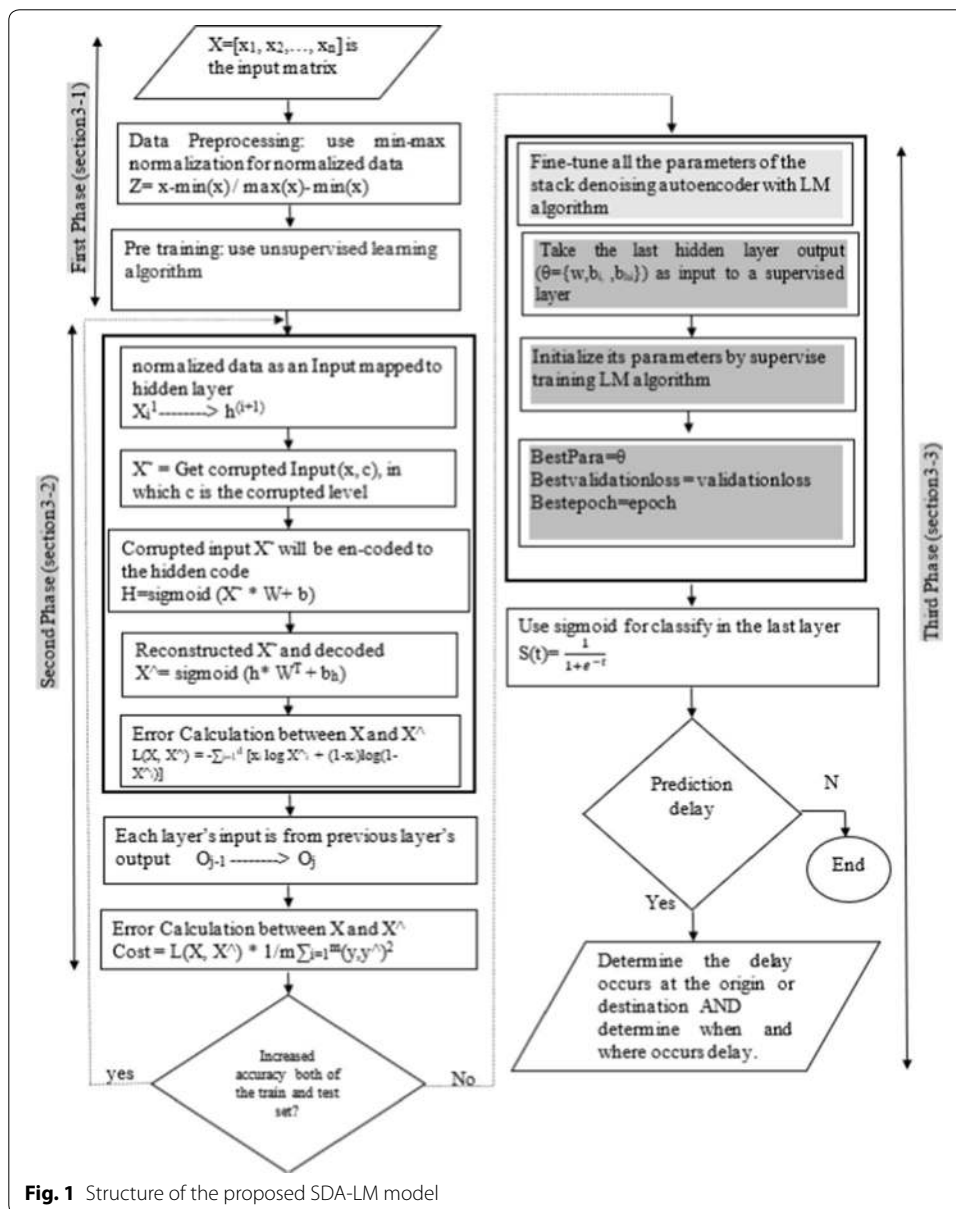 First Phase (section3-1)
X=[x₁, x₂,…, xₙ] is
the input matrix
Data Preprocessing: use min-max
normalization for normalized data
Z= x-min(x)/ max(x)-min(x)
Pre training: use unsupervised learning
algorithm
Second Phase (section3-2)
normalized data as an Input mapped to
hidden layer
Xᵢ¹--------> h⁽ⁱ⁺¹⁾
X˜ = Get corrupted Input (x, c), in
which c is the corrupted level
Corrupted input X˜ will be en-coded to
the hidden code
H=sigmoid (X˜ * W+ b)
Reconstructed X˜ and decoded
X^= sigmoid (h* Wᵀ + bₕ)
Error Calculation between X and X^
L(X, X^) = -∑ⱼ₌₁ᵈ [xᵢ log X^ᵢ + (1-xᵢ)log(1-
X^ᵢ)]
Each layer's input is from previous layer's
output Oⱼ₋₁ --------> Oⱼ
Error Calculation between X and X^
Cost = L(X, X^) * 1/m∑ᵢ₌₁ᵐ(y,y^)²
Increased
accuracy both of
the train and test
set?
yes
No
Third Phase (section3-3)
Fine-tune all the parameters of the
stack denoising autoencoder with LM
algorithm
Take the last hidden layer output
(θ={w,bᵢ, ,bₕᵢ}) as input to a supervised
layer
Initialize its parameters by supervise
training LM algorithm
BestPara=θ
Bestvalidationloss=validationloss
Bestepoch=epoch
Use sigmoid for classify in the last layer
S(t)= 1/1+e⁻ᵗ
Prediction
delay
N
End
Yes
Determine the delay
occurs at the origin or
destination AND
determine when and
where occurs delay.
Fig. 1 Structure of the proposed SDA-LM model